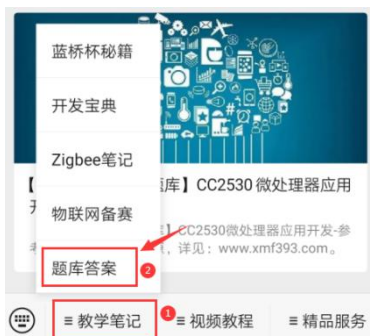 蓝桥杯秘籍
开发宝典
Zigbee笔记
物联网备赛
题库答案
2
【
库】CC2530 微处理器应用
】CC2530微处理器应用开发-参
,详见:www.xmf393.com。
≡ 教学笔记
1
≡ 视频教程
≡ 精品服务